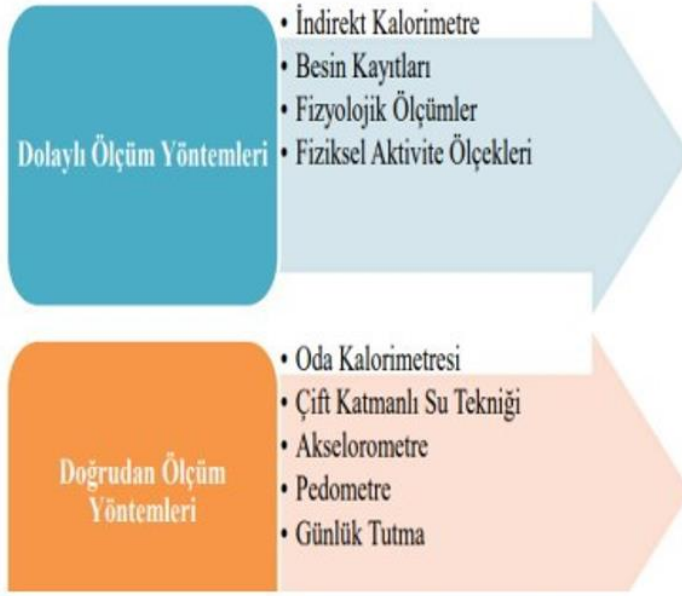 Dolaylı Ölçüm Yöntemleri
• İndirekt Kalorimetre
• Besin Kayıtları
• Fizyolojik Ölçümler
• Fiziksel Aktivite Ölçekleri
Doğrudan Ölçüm
Yöntemleri
• Oda Kalorimetresi
• Çift Katmanlı Su Tekniği
• Akselorometre
• Pedometre
• Günlük Tutma